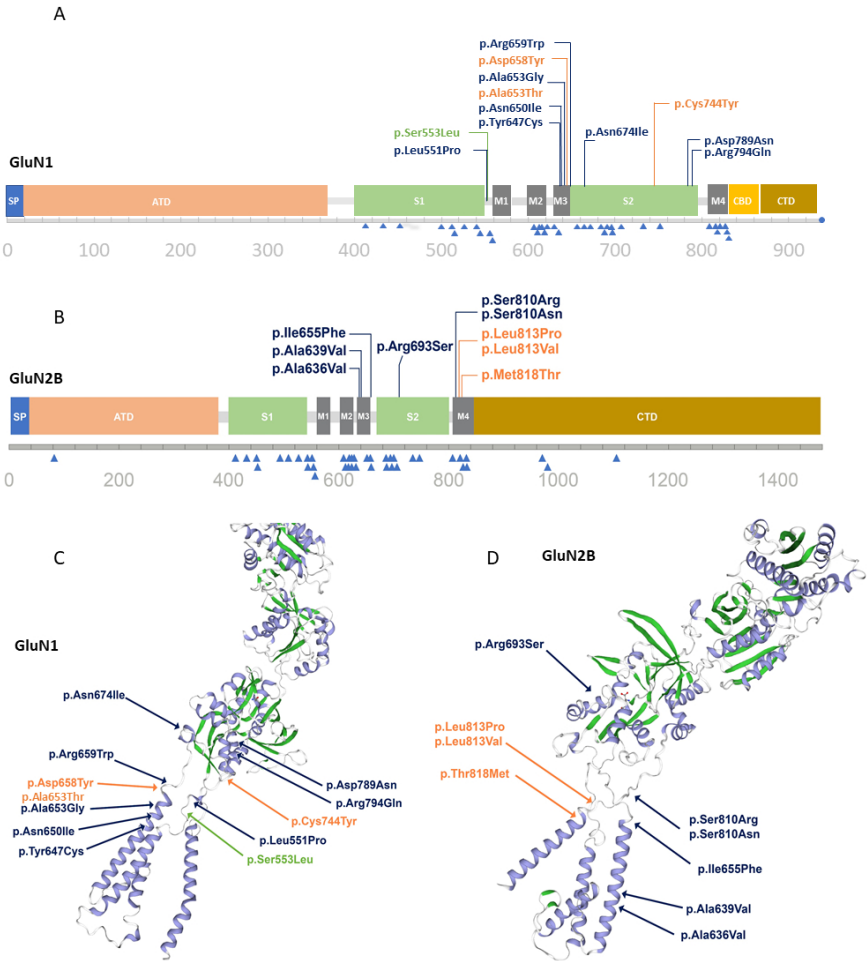 A
p.Arg659Trp
p.Asp658Tyr
p.Ala653Gly
p.Ala653Thr
p.Cys744Tyr
p.Asn650Ile
p.Tyr647Cys
p.Asn674Ile
p.Ser553Leu
p.Asp789Asn
p.Leu551Pro
p.Arg794Gln
GluN1
SP ATD S1 M1 M2 M3 S2 M4 CBD CTD
0 100 200 300 400 500 600 700 800 900
B
p.Ser810Arg
p.Ser810Asn
p.Ile655Phe
p.Leu813Pro
p.Ala639Val
p.Arg693Ser
p.Leu813Val
p.Ala636Val
p.Met818Thr
GluN2B
SP ATD S1 M1 M2 M3 S2 M4 CTD
0 200 400 600 800 1000 1200 1400
C
GluN1
p.Asn674Ile
p.Arg659Trp
p.Asp658Tyr
p.Ala653Thr
p.Ala653Gly
p.Asn650Ile
p.Tyr647Cys
p.Asp789Asn
p.Arg794Gln
p.Cys744Tyr
p.Leu551Pro
p.Ser553Leu
D
GluN2B
p.Arg693Ser
p.Leu813Pro
p.Leu813Val
p.Thr818Met
p.Ser810Arg
p.Ser810Asn
p.Ile655Phe
p.Ala639Val
p.Ala636Val